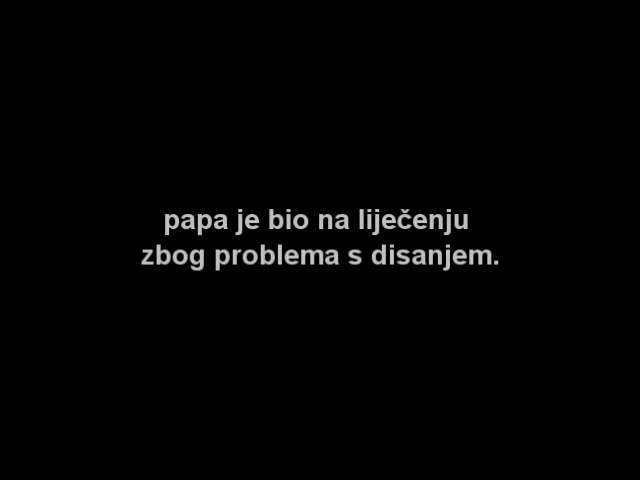 papa je bio na liječenju
zbog problema s disanjem.